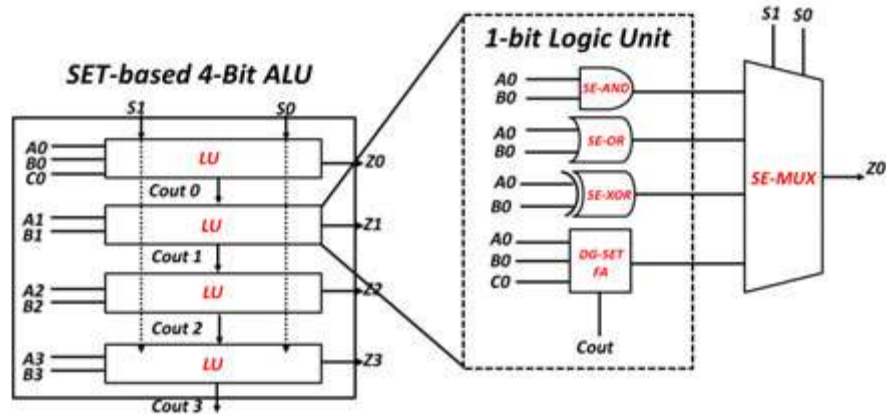 SET-based 4-Bit ALU
S1
S0
A0
B0
C0
LU
Z0
Cout 0
A1
B1
LU
Z1
Cout 1
A2
B2
LU
Z2
Cout 2
A3
B3
LU
Z3
Cout 3
1-bit Logic Unit
A0
B0
SE-AND
A0
B0
SE-OR
A0
B0
SE-XOR
A0
B0
C0
DG-SET
FA
Cout
S1
S0
SE-MUX
Z0